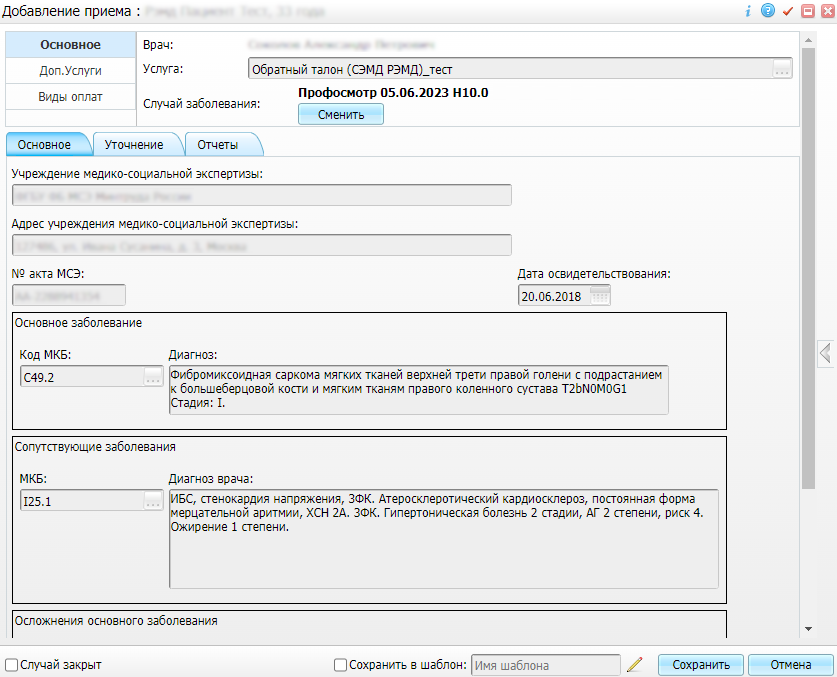 Добавление приема :
Основное
Доп.Услуги
Виды оплат
Врач:
Услуга: Обратный талон (СЭМД РЭМД)_тест ...
Случай заболевания: Профосмотр 05.06.2023 H10.0
Сменить
Основное Уточнение Отчеты
Учреждение медико-социальной экспертизы:
Адрес учреждения медико-социальной экспертизы:
№ акта МСЭ: Дата освидетельствования:
20.06.2018
Основное заболевание
Код МКБ: Диагноз:
C49.2 ... Фибромиксоидная саркома мягких тканей верхней трети правой голени с подрастанием
к большеберцовой кости и мягким тканям правого коленного сустава T2bN0M0G1
Стадия: I.
Сопутствующие заболевания
МКБ: Диагноз врача:
I25.1 ... ИБС, стенокардия напряжения, 3ФК. Атеросклеротический кардиосклероз, постоянная форма
мерцательной аритмии, ХСН 2А. 3ФК. Гипертоническая болезнь 2 стадии, АГ 2 степени, риск 4.
Ожирение 1 степени.
Осложнения основного заболевания
Случай закрыт Сохранить в шаблон: Имя шаблона Сохранить Отмена